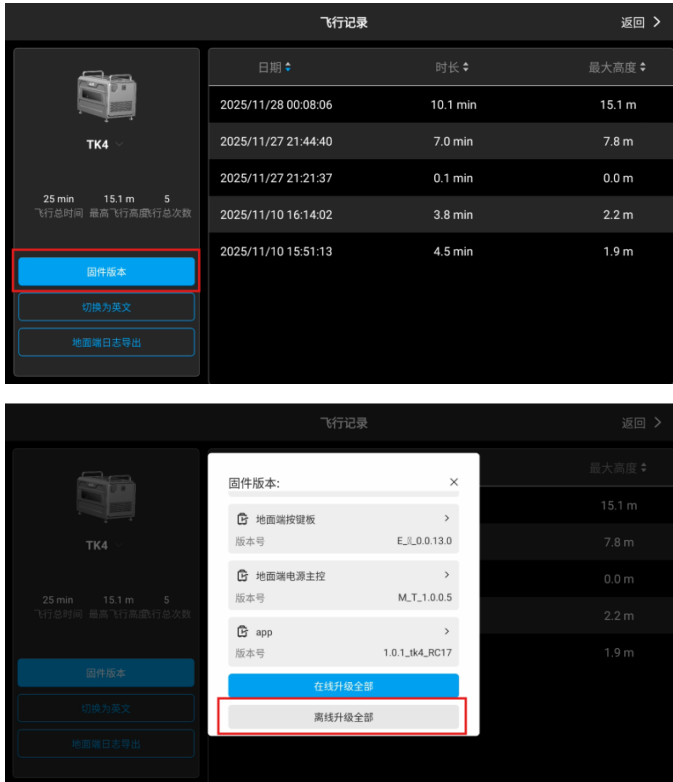 飞行记录
返回
日期
时长
最大高度
TK4
25 min 15.1 m 5
飞行总时间 最高飞行高度 飞行总次数
固件版本
切换为英文
地面端日志导出
2025/11/28 00:08:06 10.1 min 15.1 m
2025/11/27 21:44:40 7.0 min 7.8 m
2025/11/27 21:21:37 0.1 min 0.0 m
2025/11/10 16:14:02 3.8 min 2.2 m
2025/11/10 15:51:13 4.5 min 1.9 m
飞行记录
返回
最大高度
TK4
25 min 15.1 m 5
飞行总时间 最高飞行高度 飞行总次数
固件版本
切换为英文
地面端日志导出
固件版本:
地面端按键板
版本号
地面端电源主控
版本号 M_T_1.0.0.5
app
版本号 1.0.1_tk4_RC17
在线升级全部
离线升级全部
15.1 m
7.8 m
0.0 m
2.2 m
1.9 m